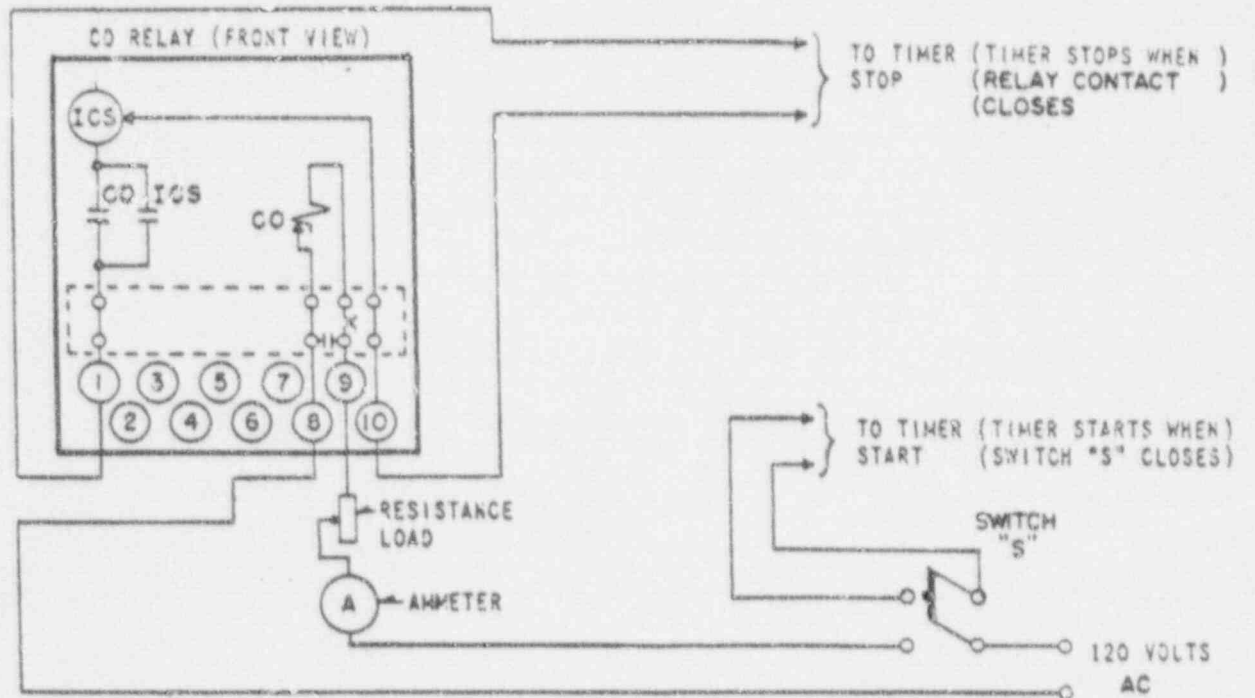 CO RELAY (FRONT VIEW)
TO TIMER (TIMER STOPS WHEN )
STOP (RELAY CONTACT )
(CLOSES
ICS
CO ICS
CO
1 3 5 7 9
2 4 6 8 10
TO TIMER (TIMER STARTS WHEN)
START (SWITCH "S" CLOSES)
RESISTANCE
LOAD
SWITCH
"S"
A AMMETER
120 VOLTS
AC